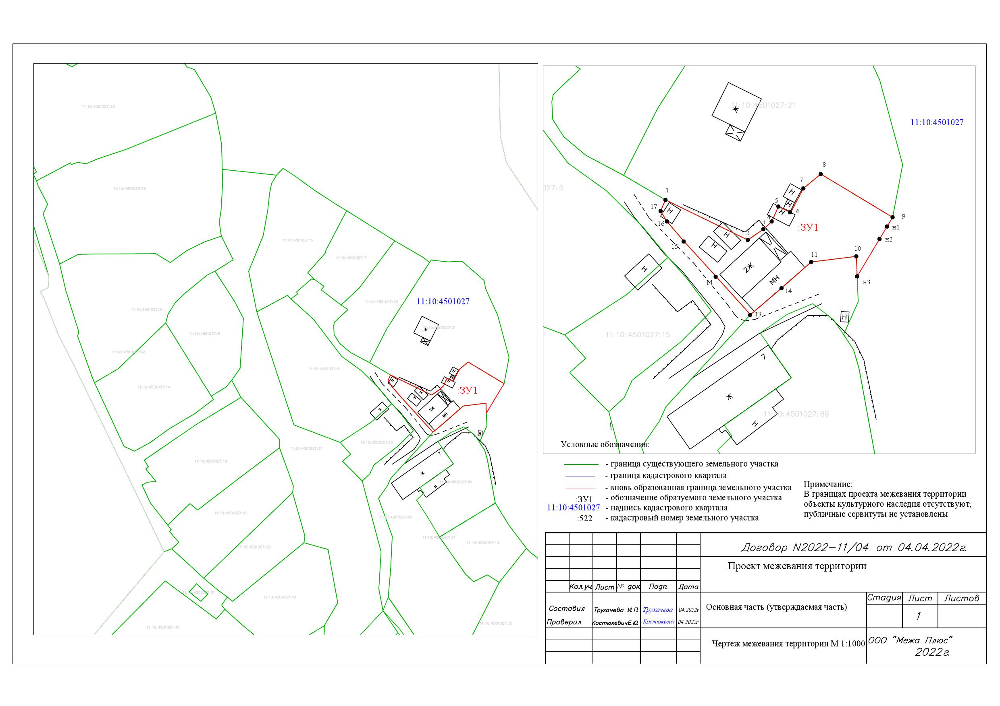 11:10:4501027:20
11:10:4501027:19
11:10:4501027:6
11:10:4501027:7
11:10:4501027:22
11:10:4501027
11:10:4501027:21
11:10:4501027:9
11:10:4501027:8
11:10:4501027:42
11:10:4501027:14
11:10:4501027:5
:ЗУ1
Ж
Н
Н
Н
Н
Н
Н
Н
2Ж
МН
Н
11:10:4501027:15
11:10:4501027:17
7
Ж
Н
11:10:4501027:89
11:10:4501027:41
11:10:4501027:45
11:10:4501027:37
11:10:4501027:13
11:10:4501027:29
11:10:4501027:31
11:10:4501027:40
11:10:4501027:38
11:10:4501027:21
Ж
11:10:4501027
027:5
8
7
1
17
16
15
14
2
3
4
5
6
9
н1
н2
10
11
н3
14
13
Н
Н
Н
Н
Н
Н
Н
:ЗУ1
2Ж
МН
Н
11:10:4501027:15
7
Ж
Н
11:10:4501027:89
Условные обозначения:
- граница существующего земельного участка
- граница кадастрового квартала
- вновь образованная граница земельного участка
:ЗУ1 - обозначение образуемого земельного участка
11:10:4501027 - надпись кадастрового квартала
:522 - кадастровый номер земельного участка
Примечание:
В границах проекта межевания территории
объекты культурного наследия отсутствуют,
публичные сервитуты не установлены
Договор N2022-11/04 от 04.04.2022г.
Проект межевания территории
Кол.уч. Лист № док Подп. Дата
Составил Трухачева И.П. Трухачева 04.2022г
Проверил Костюкевич Е.Ю. Костюкевич 04.2022г
Основная часть (утверждаемая часть)
Стадия Лист Листов
1
Чертеж межевания территории М 1:1000
ООО "Межа Плюс"
2022г.